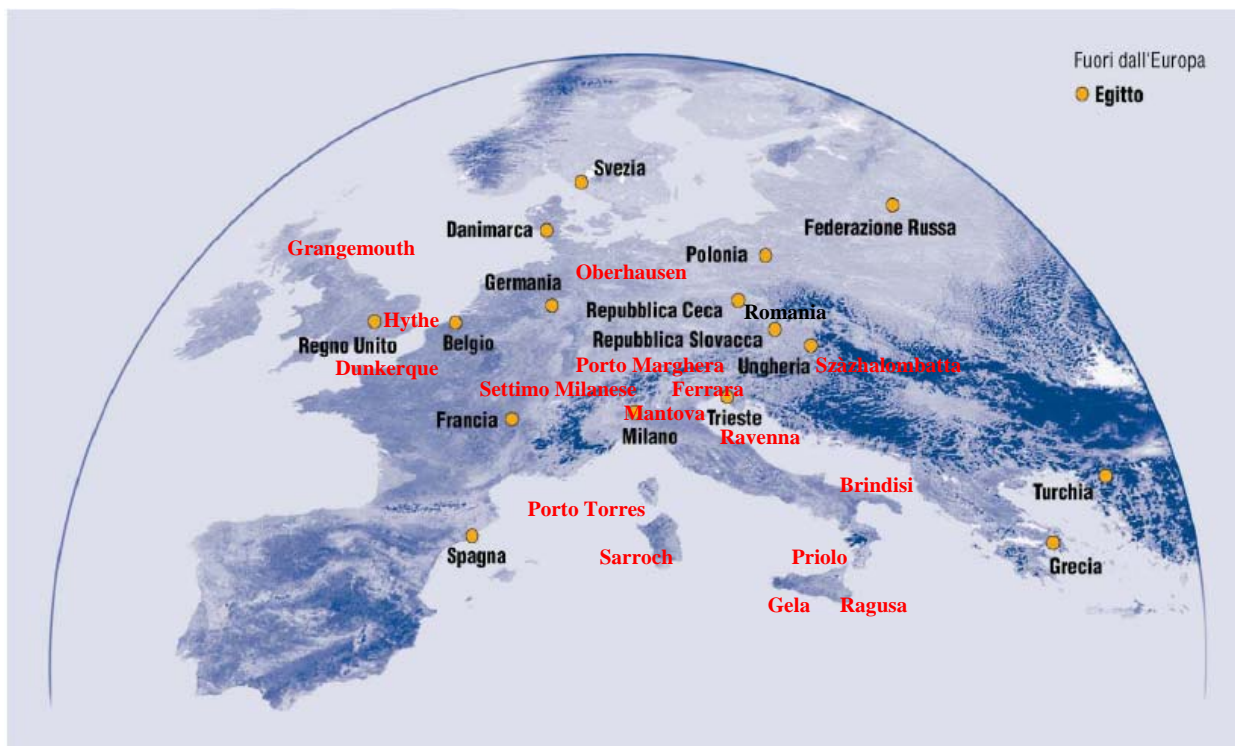 Fuori dall'Europa
Egitto
Svezia
Danimarca
Federazione Russa
Grangemouth
Polonia
Oberhausen
Germania
Repubblica Ceca
Romania
Hythe
Regno Unito
Belgio
Repubblica Slovacca
Dunkerque
Porto Marghera
Ungheria
Százhalombatta
Settimo Milanese
Ferrara
Francia
Mantova
Trieste
Milano
Ravenna
Brindisi
Turchia
Porto Torres
Spagna
Sarroch
Priolo
Grecia
Gela
Ragusa